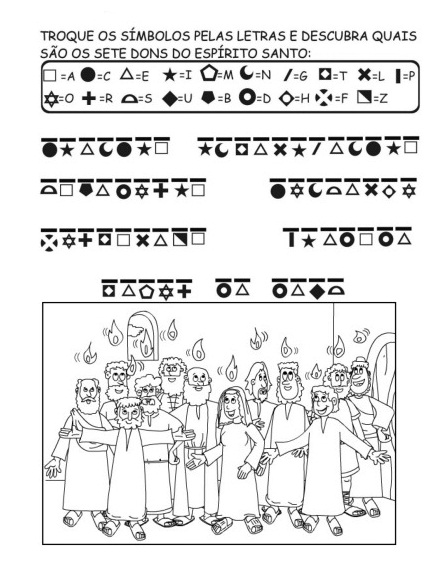 TROQUE OS SÍMBOLOS PELAS LETRAS E DESCUBRA QUAIS
SÃO OS SETE DONS DO ESPÍRITO SANTO:
□=A ●=C △=E ★=I ⬠=M ☾=N /=G ◘=T ✖=L ❙=P
✡=O ✚=R ⌓=S ◆=U ⬟=B ⭘=D ◇=H ⌖=F ◩=Z